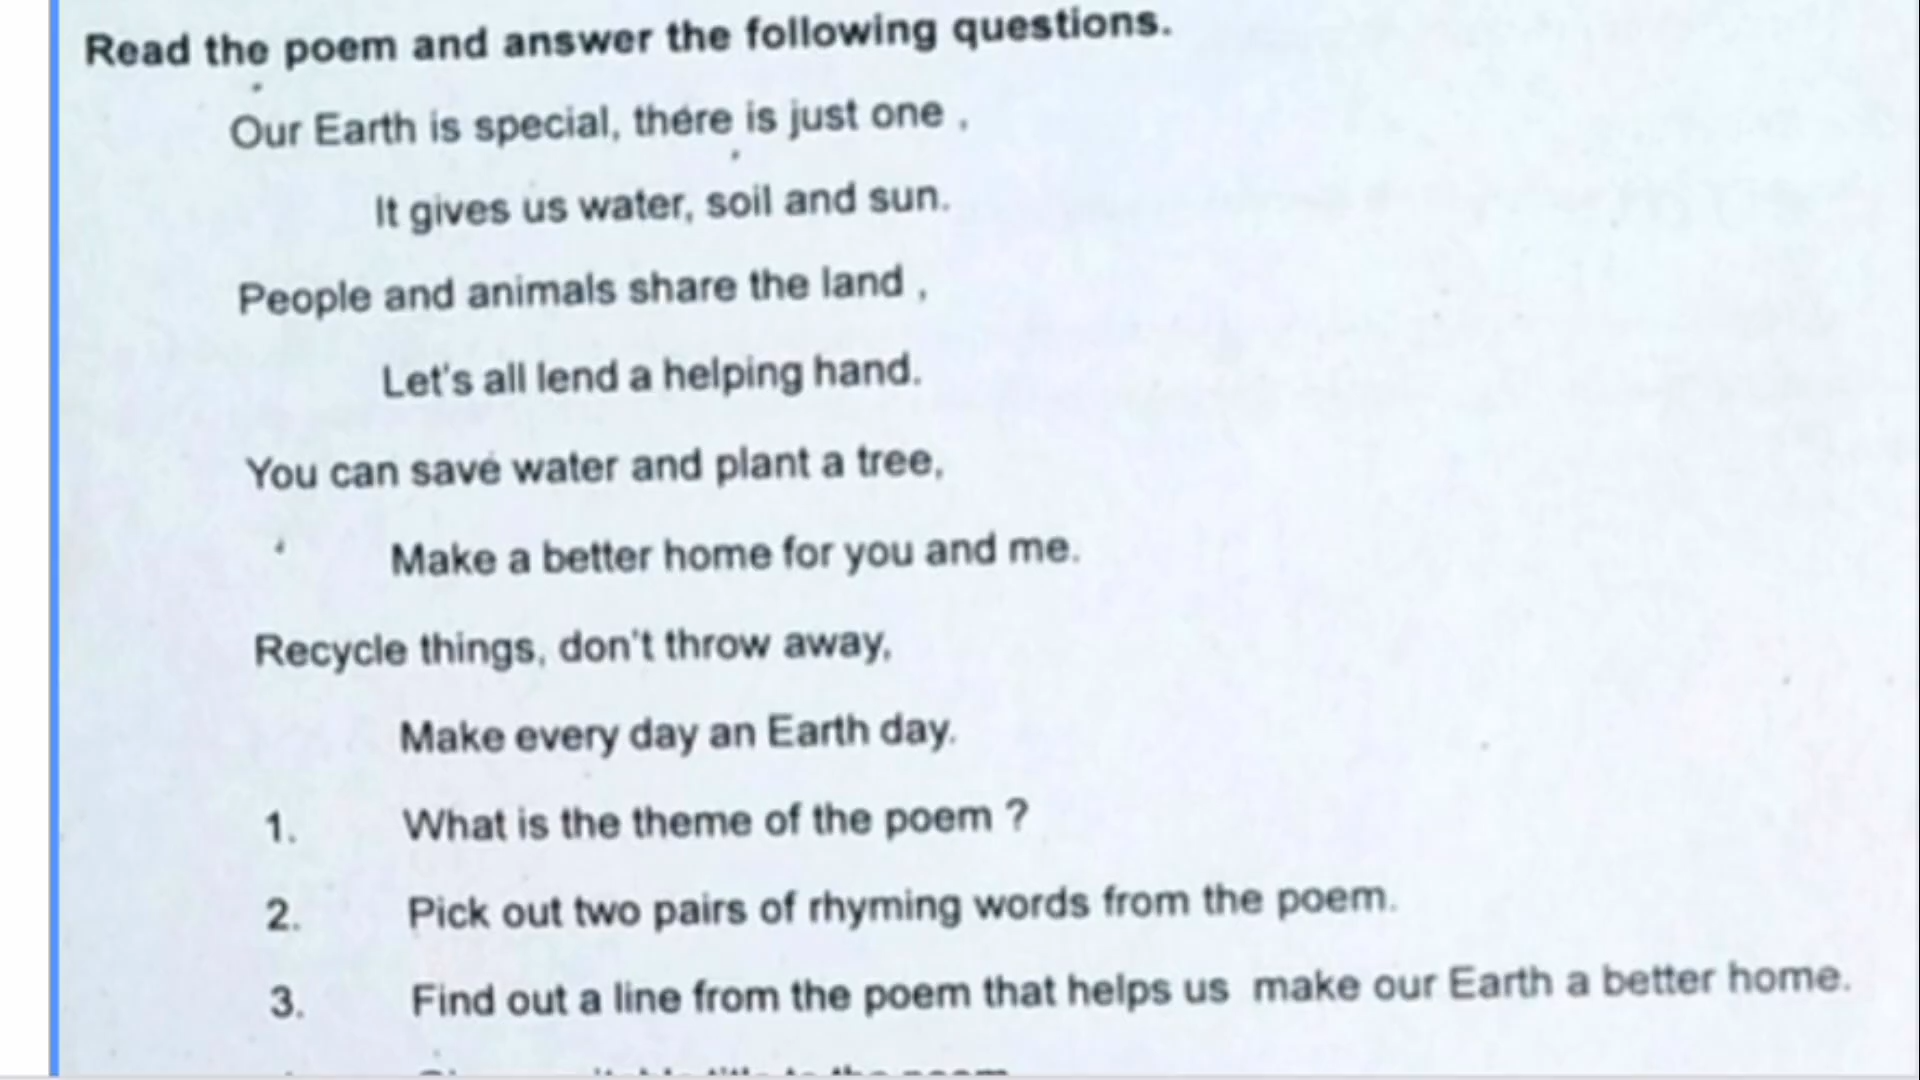 Read the poem and answer the following questions.
Our Earth is special, there is just one ,
It gives us water, soil and sun.
People and animals share the land ,
Let's all lend a helping hand.
You can save water and plant a tree,
Make a better home for you and me.
Recycle things, don't throw away,
Make every day an Earth day.
1. What is the theme of the poem ?
2. Pick out two pairs of rhyming words from the poem.
3. Find out a line from the poem that helps us make our Earth a better home.
title to the poem